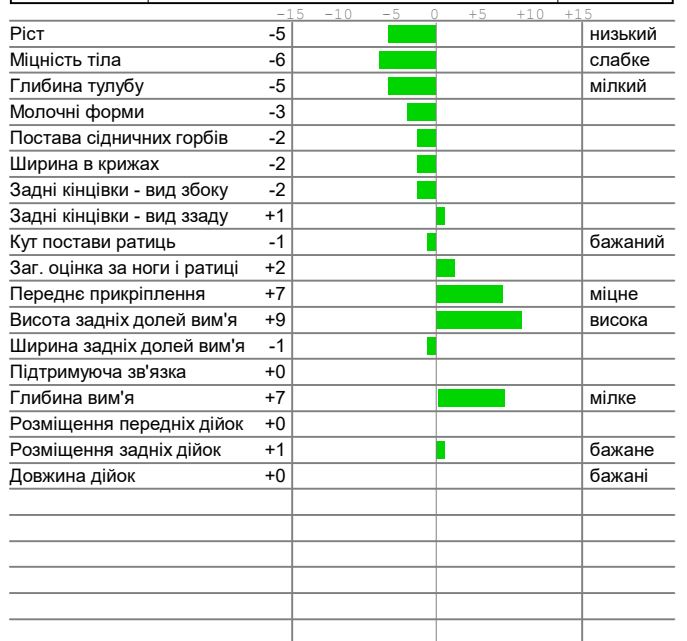 -15 -10 -5 0 +5 +10 +15
Ріст -5 низький
Міцність тіла -6 слабке
Глибина тулубу -5 мілкий
Молочні форми -3
Постава сідничних горбів -2
Ширина в крижах -2
Задні кінцівки - вид збоку -2
Задні кінцівки - вид ззаду +1
Кут постави ратиць -1 бажаний
Заг. оцінка за ноги і ратиці +2
Переднє прикріплення +7 міцне
Висота задніх долей вим'я +9 висока
Ширина задніх долей вим'я -1
Підтримуюча зв'язка +0
Глибина вим'я +7 мілке
Розміщення передніх дійок +0
Розміщення задніх дійок +1 бажане
Довжина дійок +0 бажані